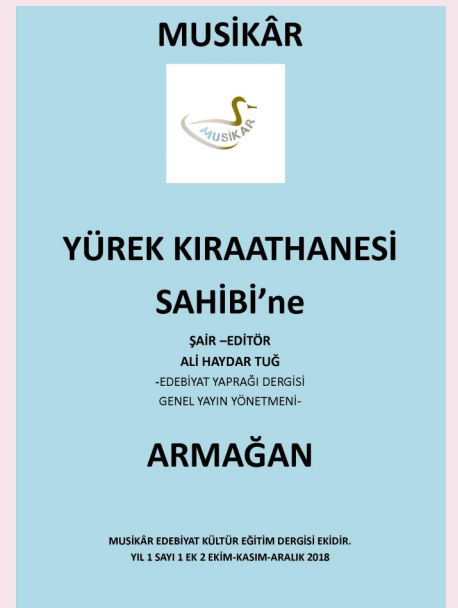 MUSİKÂR
MUSİKAR
YÜREK KIRAATHANESİ
SAHİBİ’ne
ŞAİR –EDİTÖR
ALİ HAYDAR TUĞ
-EDEBİYAT YAPRAĞI DERGİSİ
GENEL YAYIN YÖNETMENİ-
ARMAĞAN
MUSİKÂR EDEBİYAT KÜLTÜR EĞİTİM DERGİSİ EKİDİR.
YIL 1 SAYI 1 EK 2 EKİM-KASIM-ARALIK 2018